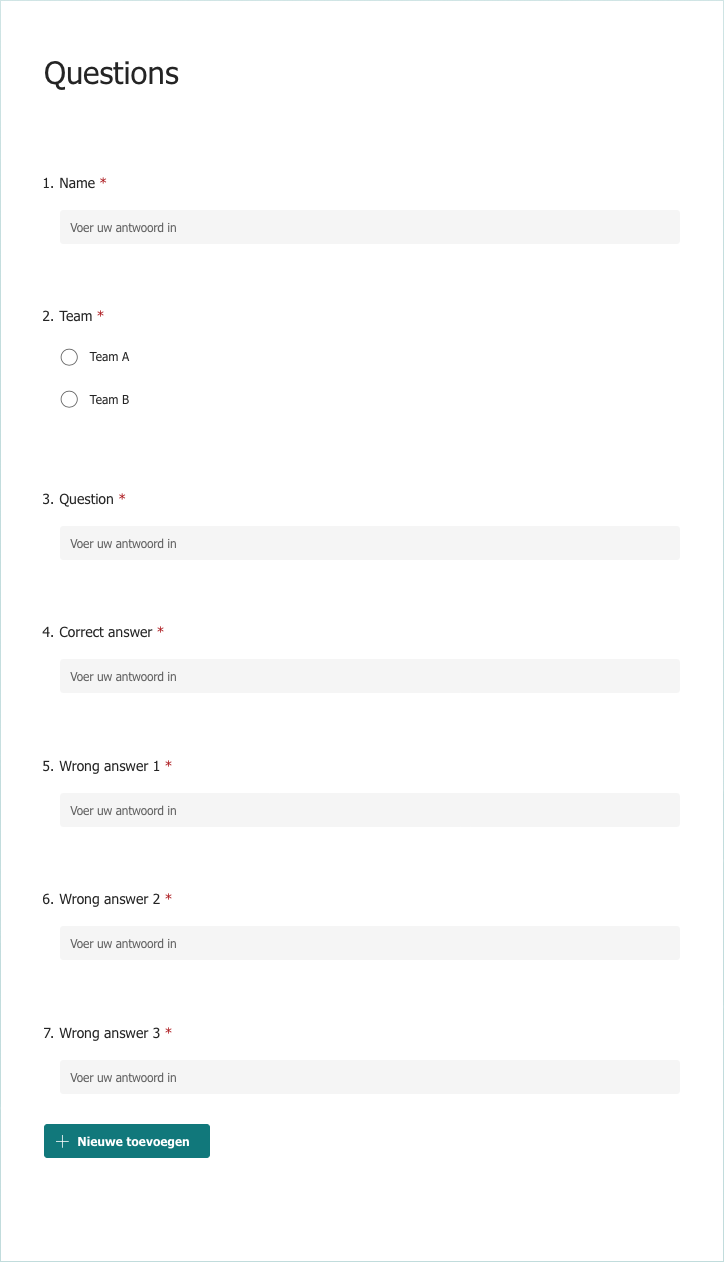 Questions
1. Name *
Voer uw antwoord in
2. Team *
Team A
Team B
3. Question *
Voer uw antwoord in
4. Correct answer *
Voer uw antwoord in
5. Wrong answer 1 *
Voer uw antwoord in
6. Wrong answer 2 *
Voer uw antwoord in
7. Wrong answer 3 *
Voer uw antwoord in
Nieuwe toevoegen